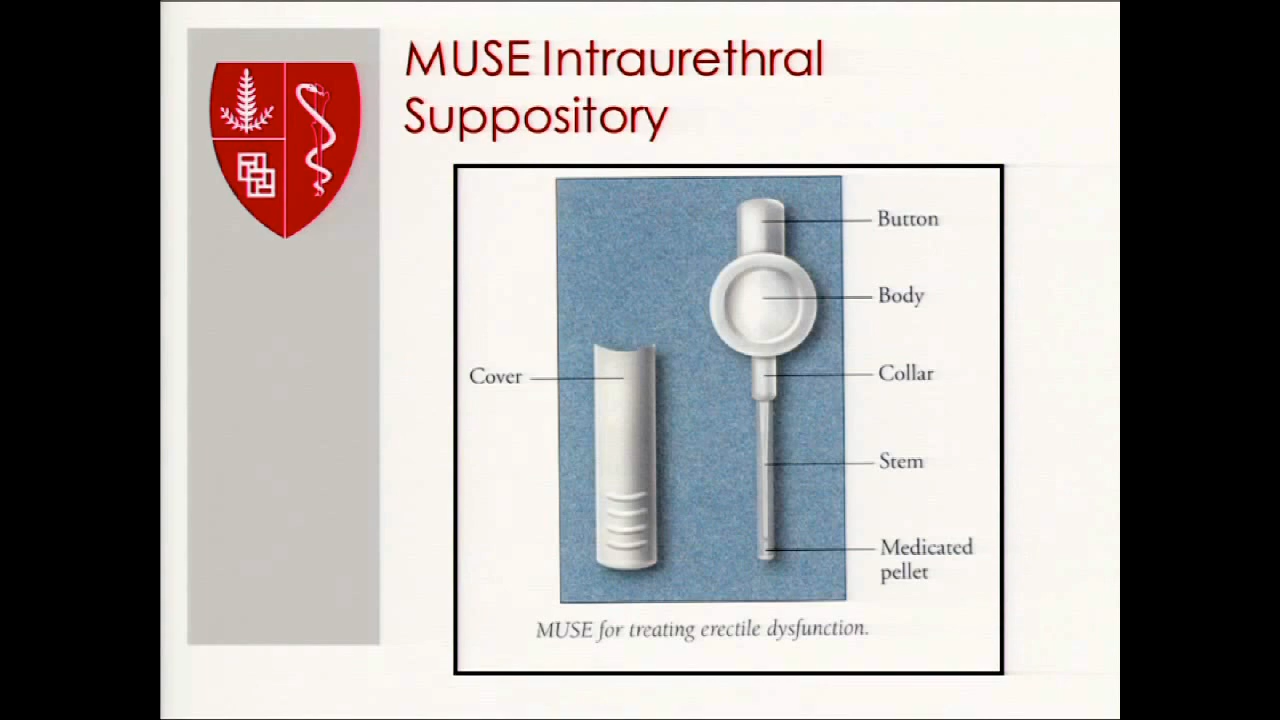 MUSE Intraurethral
Suppository
Button
Body
Cover
Collar
Stem
Medicated
pellet
MUSE for treating erectile dysfunction.